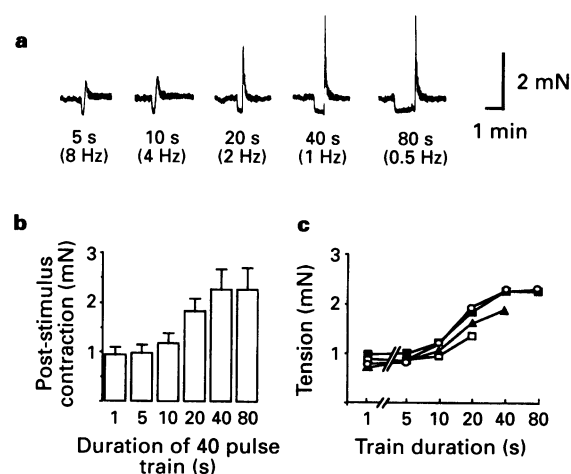 a
5 s 10 s 20 s 40 s 80 s
(8 Hz) (4 Hz) (2 Hz) (1 Hz) (0.5 Hz)
2 mN
1 min
b
Post-stimulus
contraction (mN)
3
2
1
1 5 10 20 40 80
Duration of 40 pulse
train (s)
c
Tension (mN)
3
2
1
0
1 5 10 20 40 80
Train duration (s)